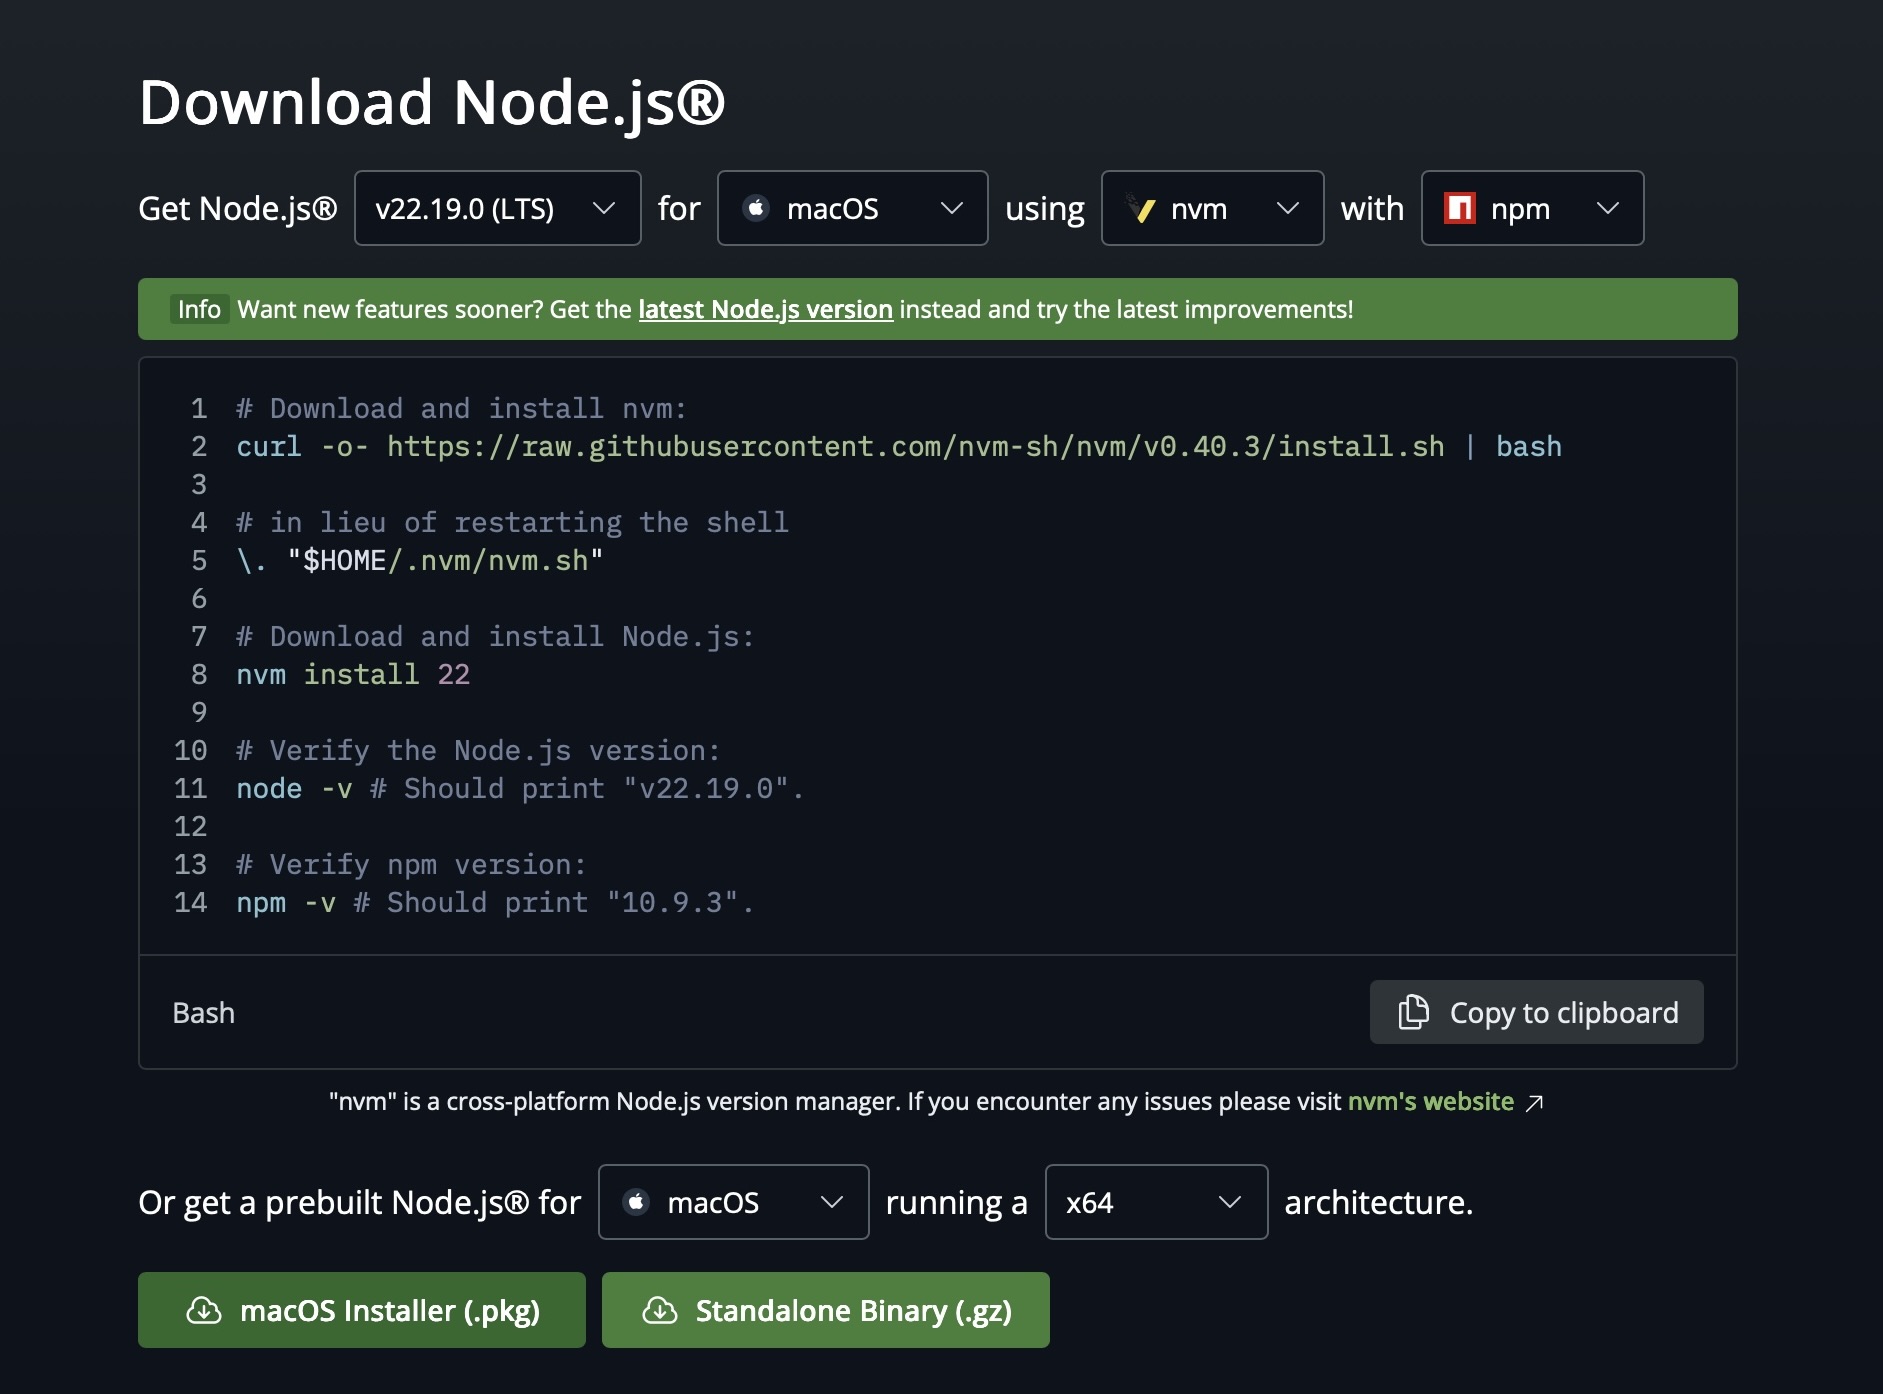 Download Node.js®
Get Node.js® v22.19.0 (LTS) for macOS using nvm with npm
Info Want new features sooner? Get the latest Node.js version instead and try the latest improvements!
1 # Download and install nvm:
2 curl -o- https://raw.githubusercontent.com/nvm-sh/nvm/v0.40.3/install.sh | bash
3
4 # in lieu of restarting the shell
5 \. "$HOME/.nvm/nvm.sh"
6
7 # Download and install Node.js:
8 nvm install 22
9
10 # Verify the Node.js version:
11 node -v # Should print "v22.19.0".
12
13 # Verify npm version:
14 npm -v # Should print "10.9.3".
Bash Copy to clipboard
"nvm" is a cross-platform Node.js version manager. If you encounter any issues please visit nvm's website
Or get a prebuilt Node.js® for macOS running a x64 architecture.
macOS Installer (.pkg) Standalone Binary (.gz)